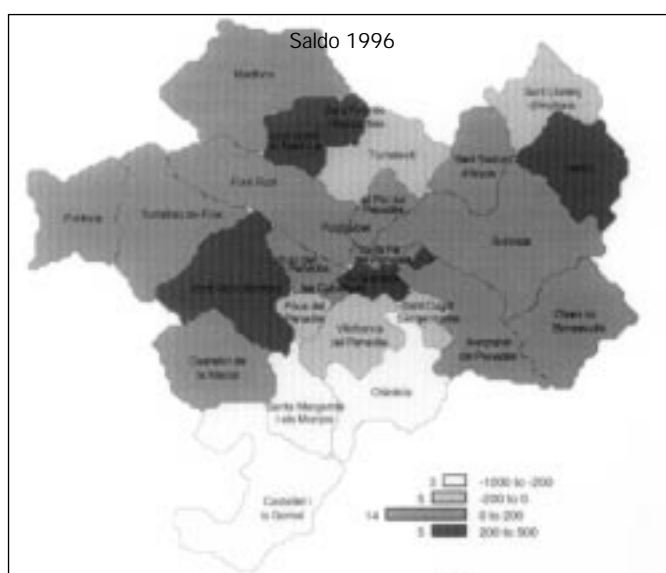 Saldo 1996
Mediona
Sant Llorenç
d'Hortons
Torrelavit
Sant Sadurní
d'Anoia
Gelida
Font Rubí
el Pla del
Penedès
Pontons
Torrelles de Foix
Puigdàlber
Subirats
Santa Fe
del Penedès
les Cabanyes
Pacs del
Penedès
Sant Cugat
Sesgarrigues
Vilafranca
del Penedès
Avinyonet
del Penedès
Olesa de
Bonesvalls
Castellví de
la Marca
Olèrdola
Santa Margarida
i els Monjos
Castellet i
la Gornal
3 -1000 to -200
5 -200 to 0
14 0 to 200
5 200 to 500